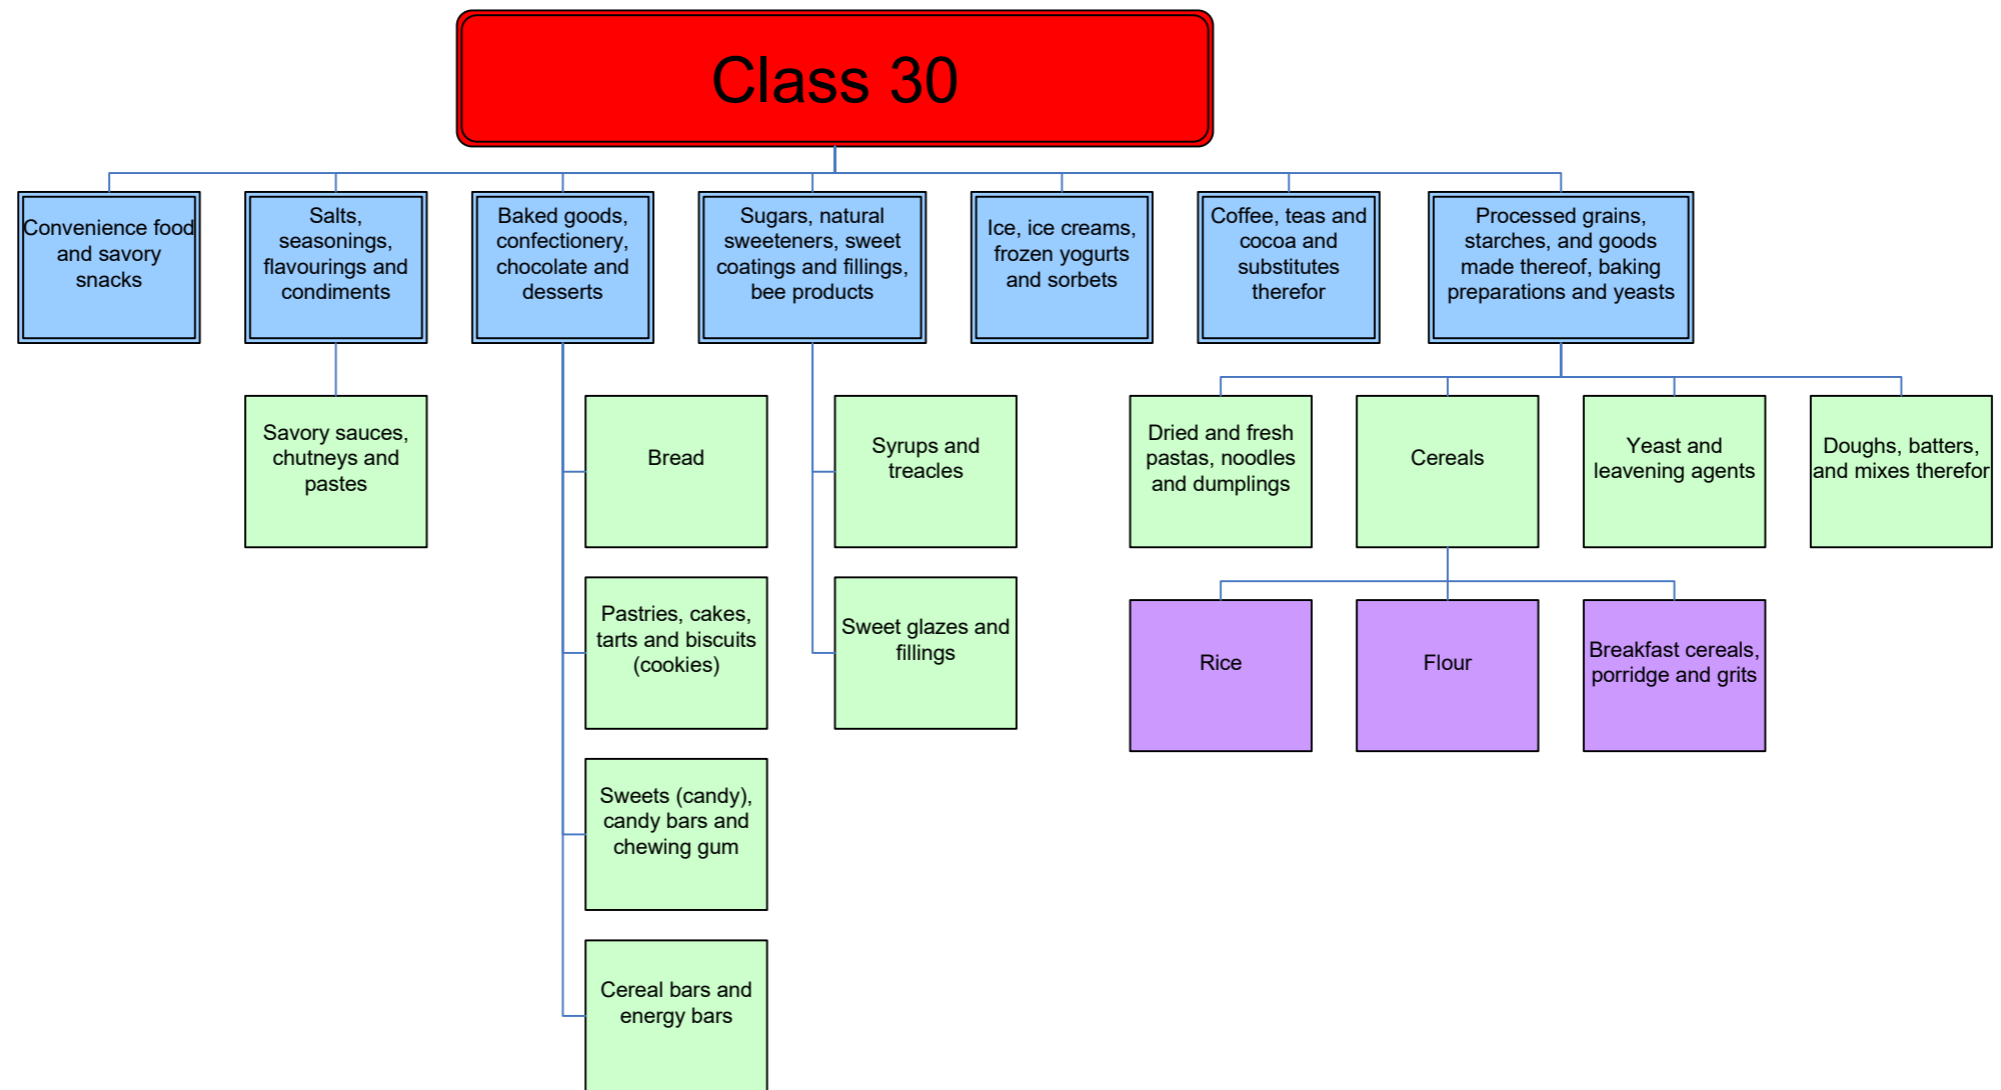 Class 30
Convenience food
and savory
snacks
Salts,
seasonings,
flavourings and
condiments
Baked goods,
confectionery,
chocolate and
desserts
Sugars, natural
sweeteners, sweet
coatings and fillings,
bee products
Ice, ice creams,
frozen yogurts
and sorbets
Coffee, teas and
cocoa and
substitutes
therefor
Processed grains,
starches, and goods
made thereof, baking
preparations and yeasts
Savory sauces,
chutneys and
pastes
Bread
Syrups and
treacles
Dried and fresh
pastas, noodles
and dumplings
Cereals
Yeast and
leavening agents
Doughs, batters,
and mixes therefor
Pastries, cakes,
tarts and biscuits
(cookies)
Sweet glazes and
fillings
Rice
Flour
Breakfast cereals,
porridge and grits
Sweets (candy),
candy bars and
chewing gum
Cereal bars and
energy bars